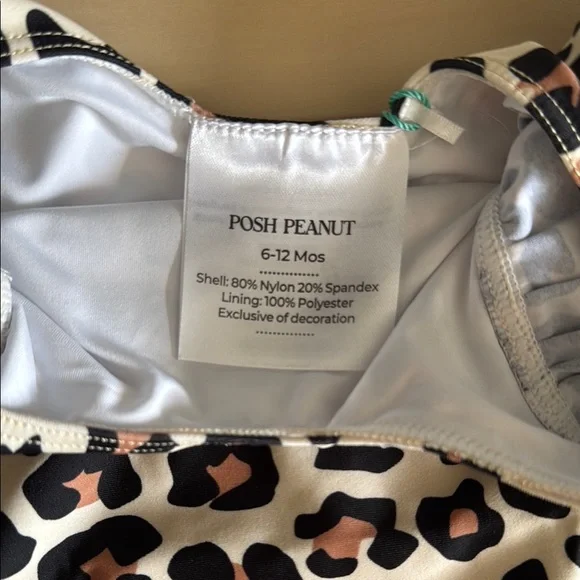 POSH PEANUT
6-12 Mos
Shell: 80% Nylon 20% Spandex
Lining: 100% Polyester
Exclusive of decoration